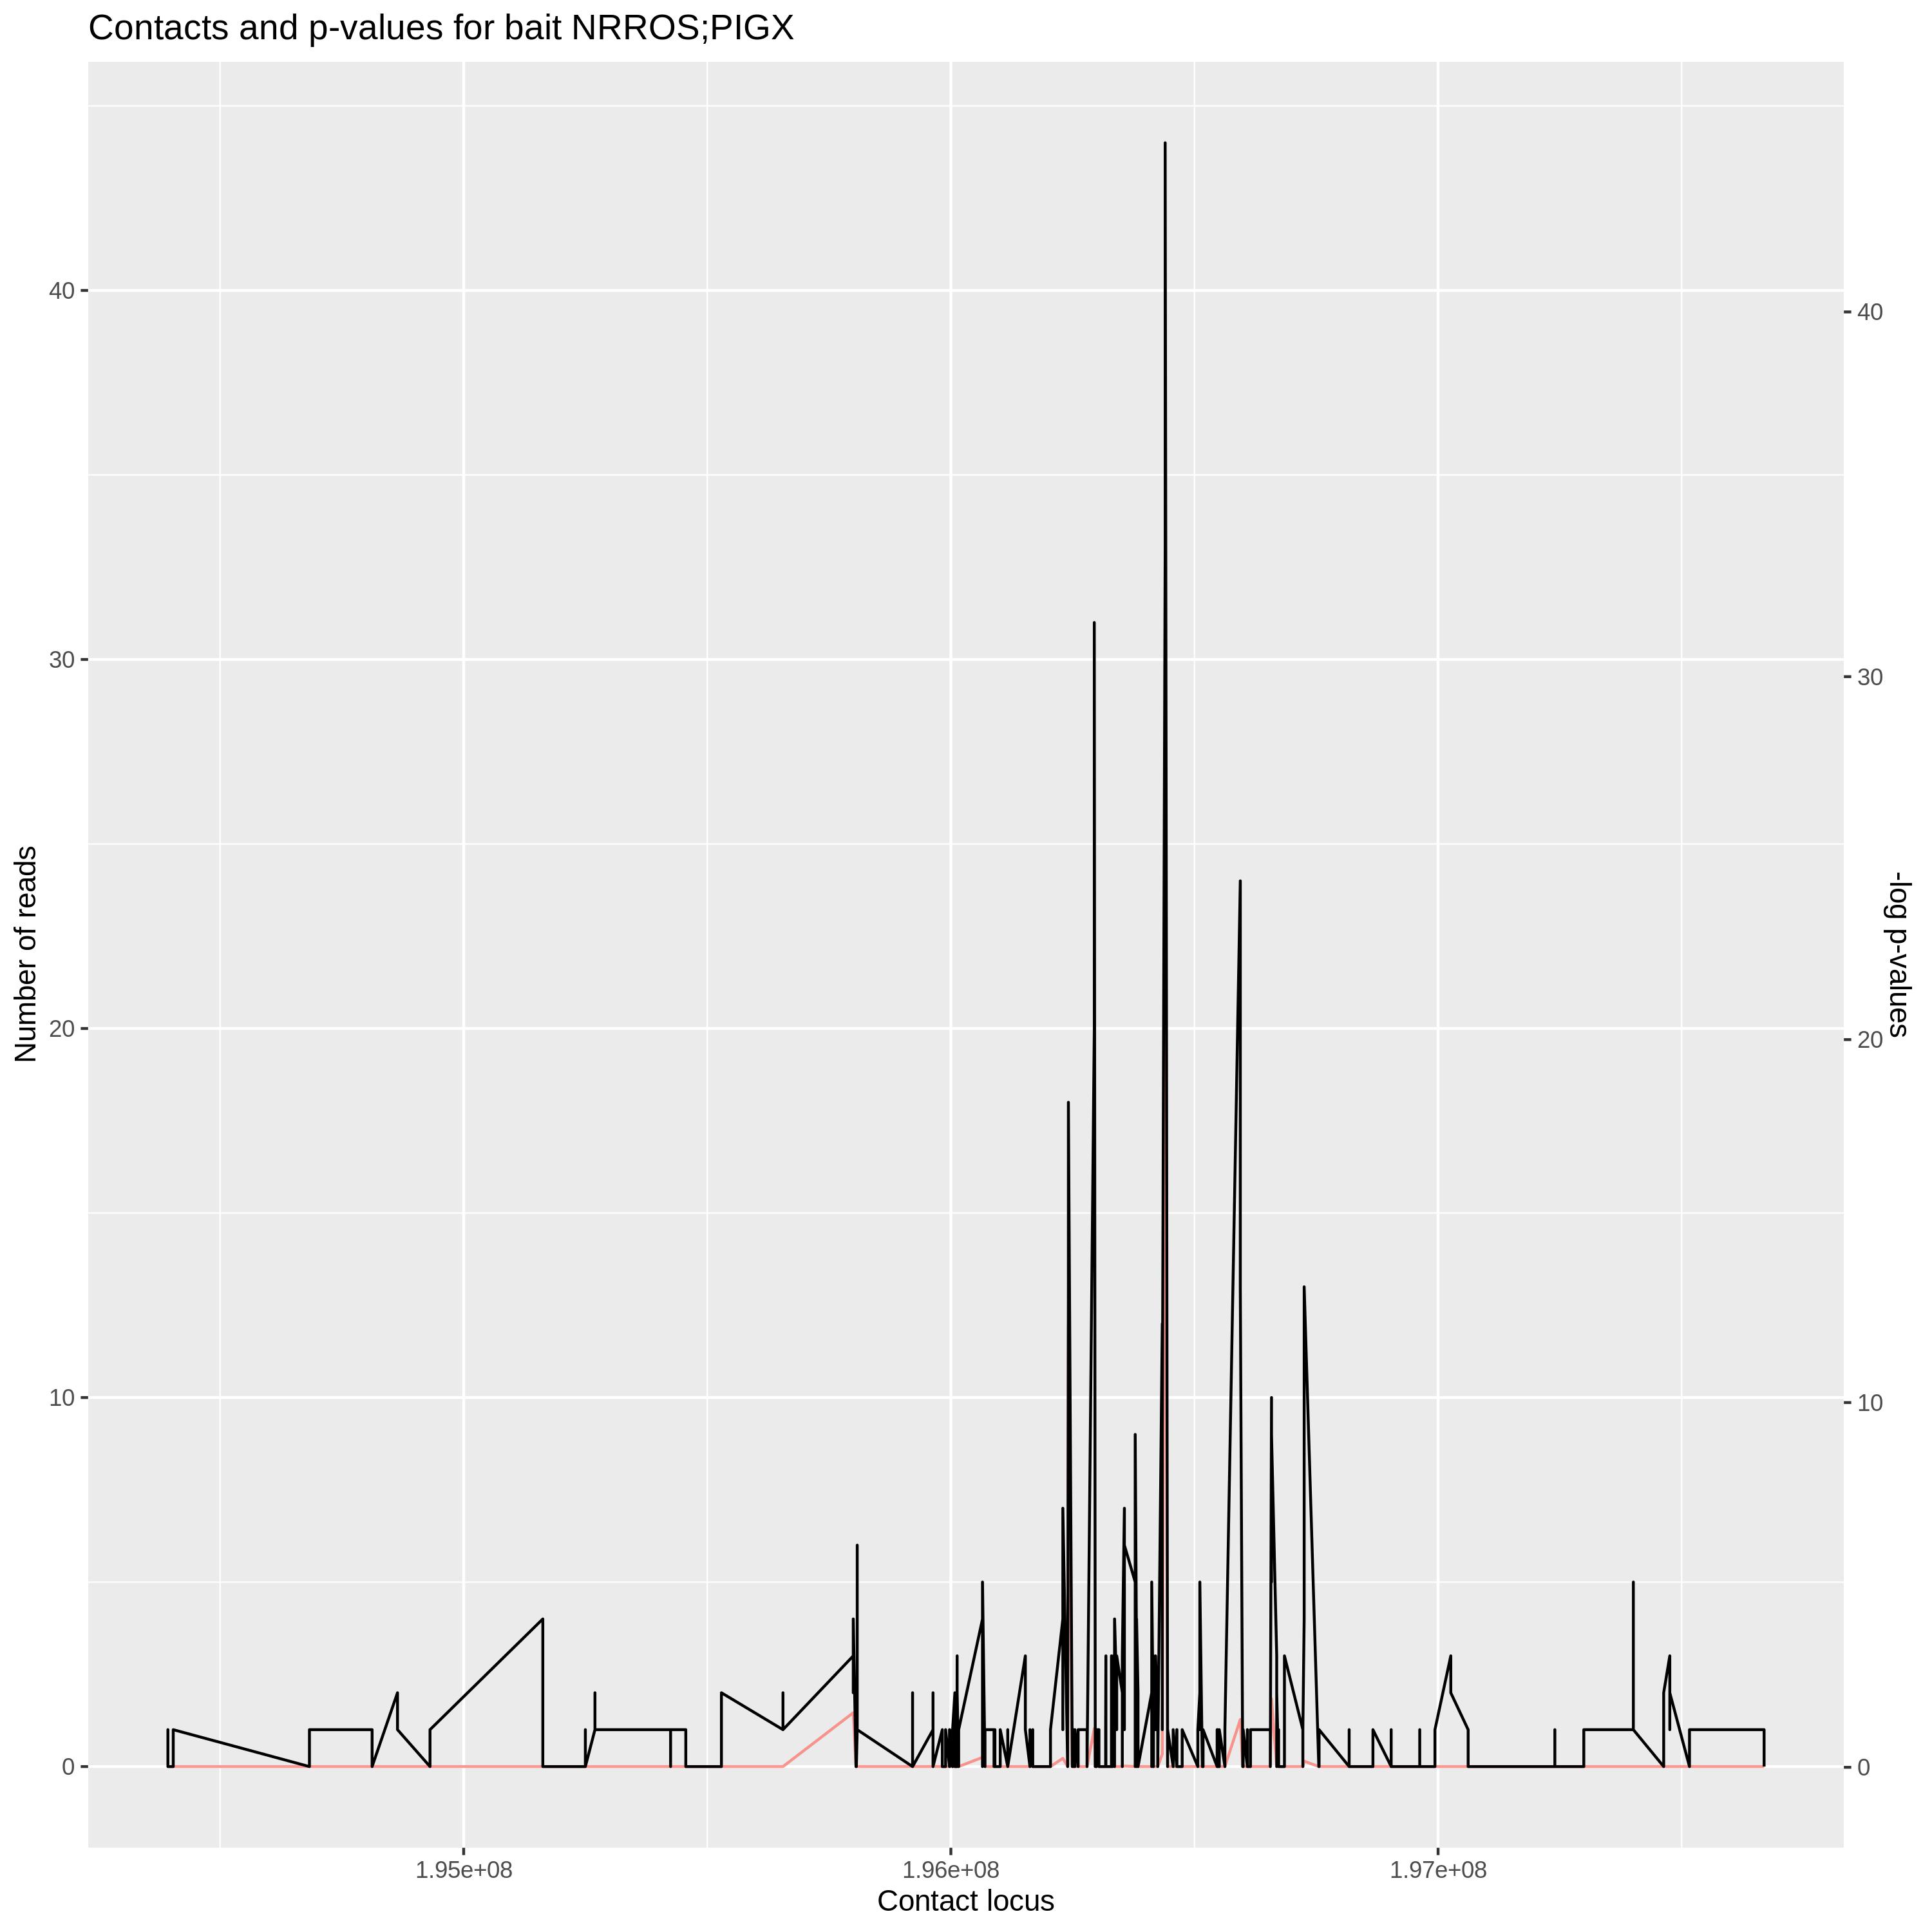 Contacts and p-values for bait NRROS;PIGX
40
30
20
10
0
Number of reads
40
30
20
10
0
-log p-values
1.95e+08
1.96e+08
1.97e+08
Contact locus